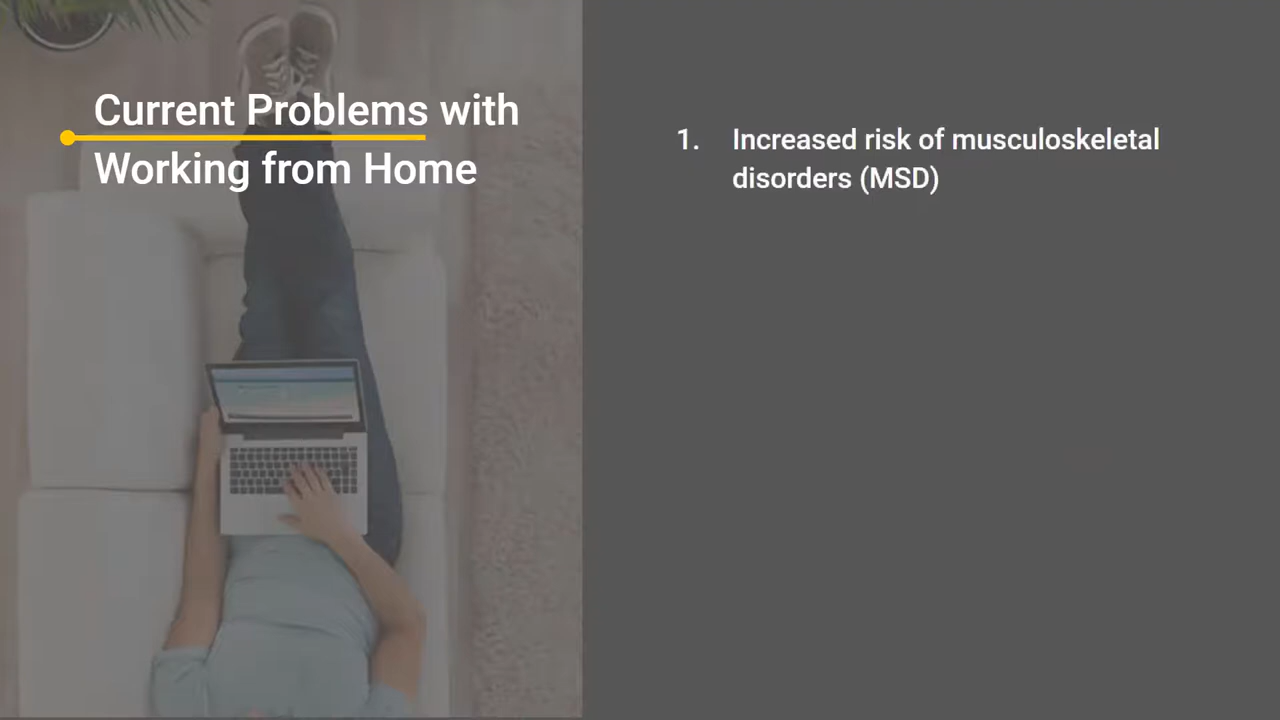 Current Problems with
Working from Home
1. Increased risk of musculoskeletal
disorders (MSD)